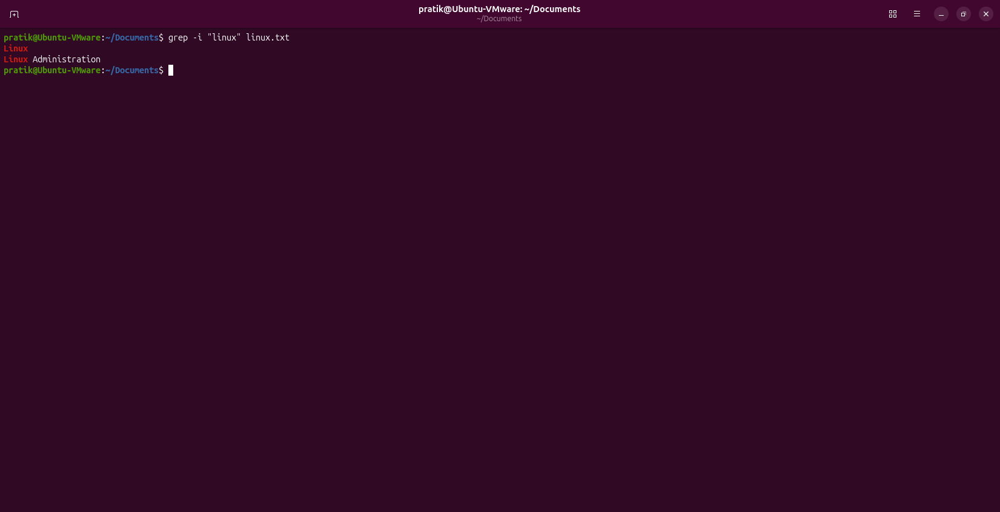 pratik@Ubuntu-VMware: ~/Documents
~/Documents
pratik@Ubuntu-VMware:~/Documents$ grep -i "linux" linux.txt
Linux
Linux Administration
pratik@Ubuntu-VMware:~/Documents$